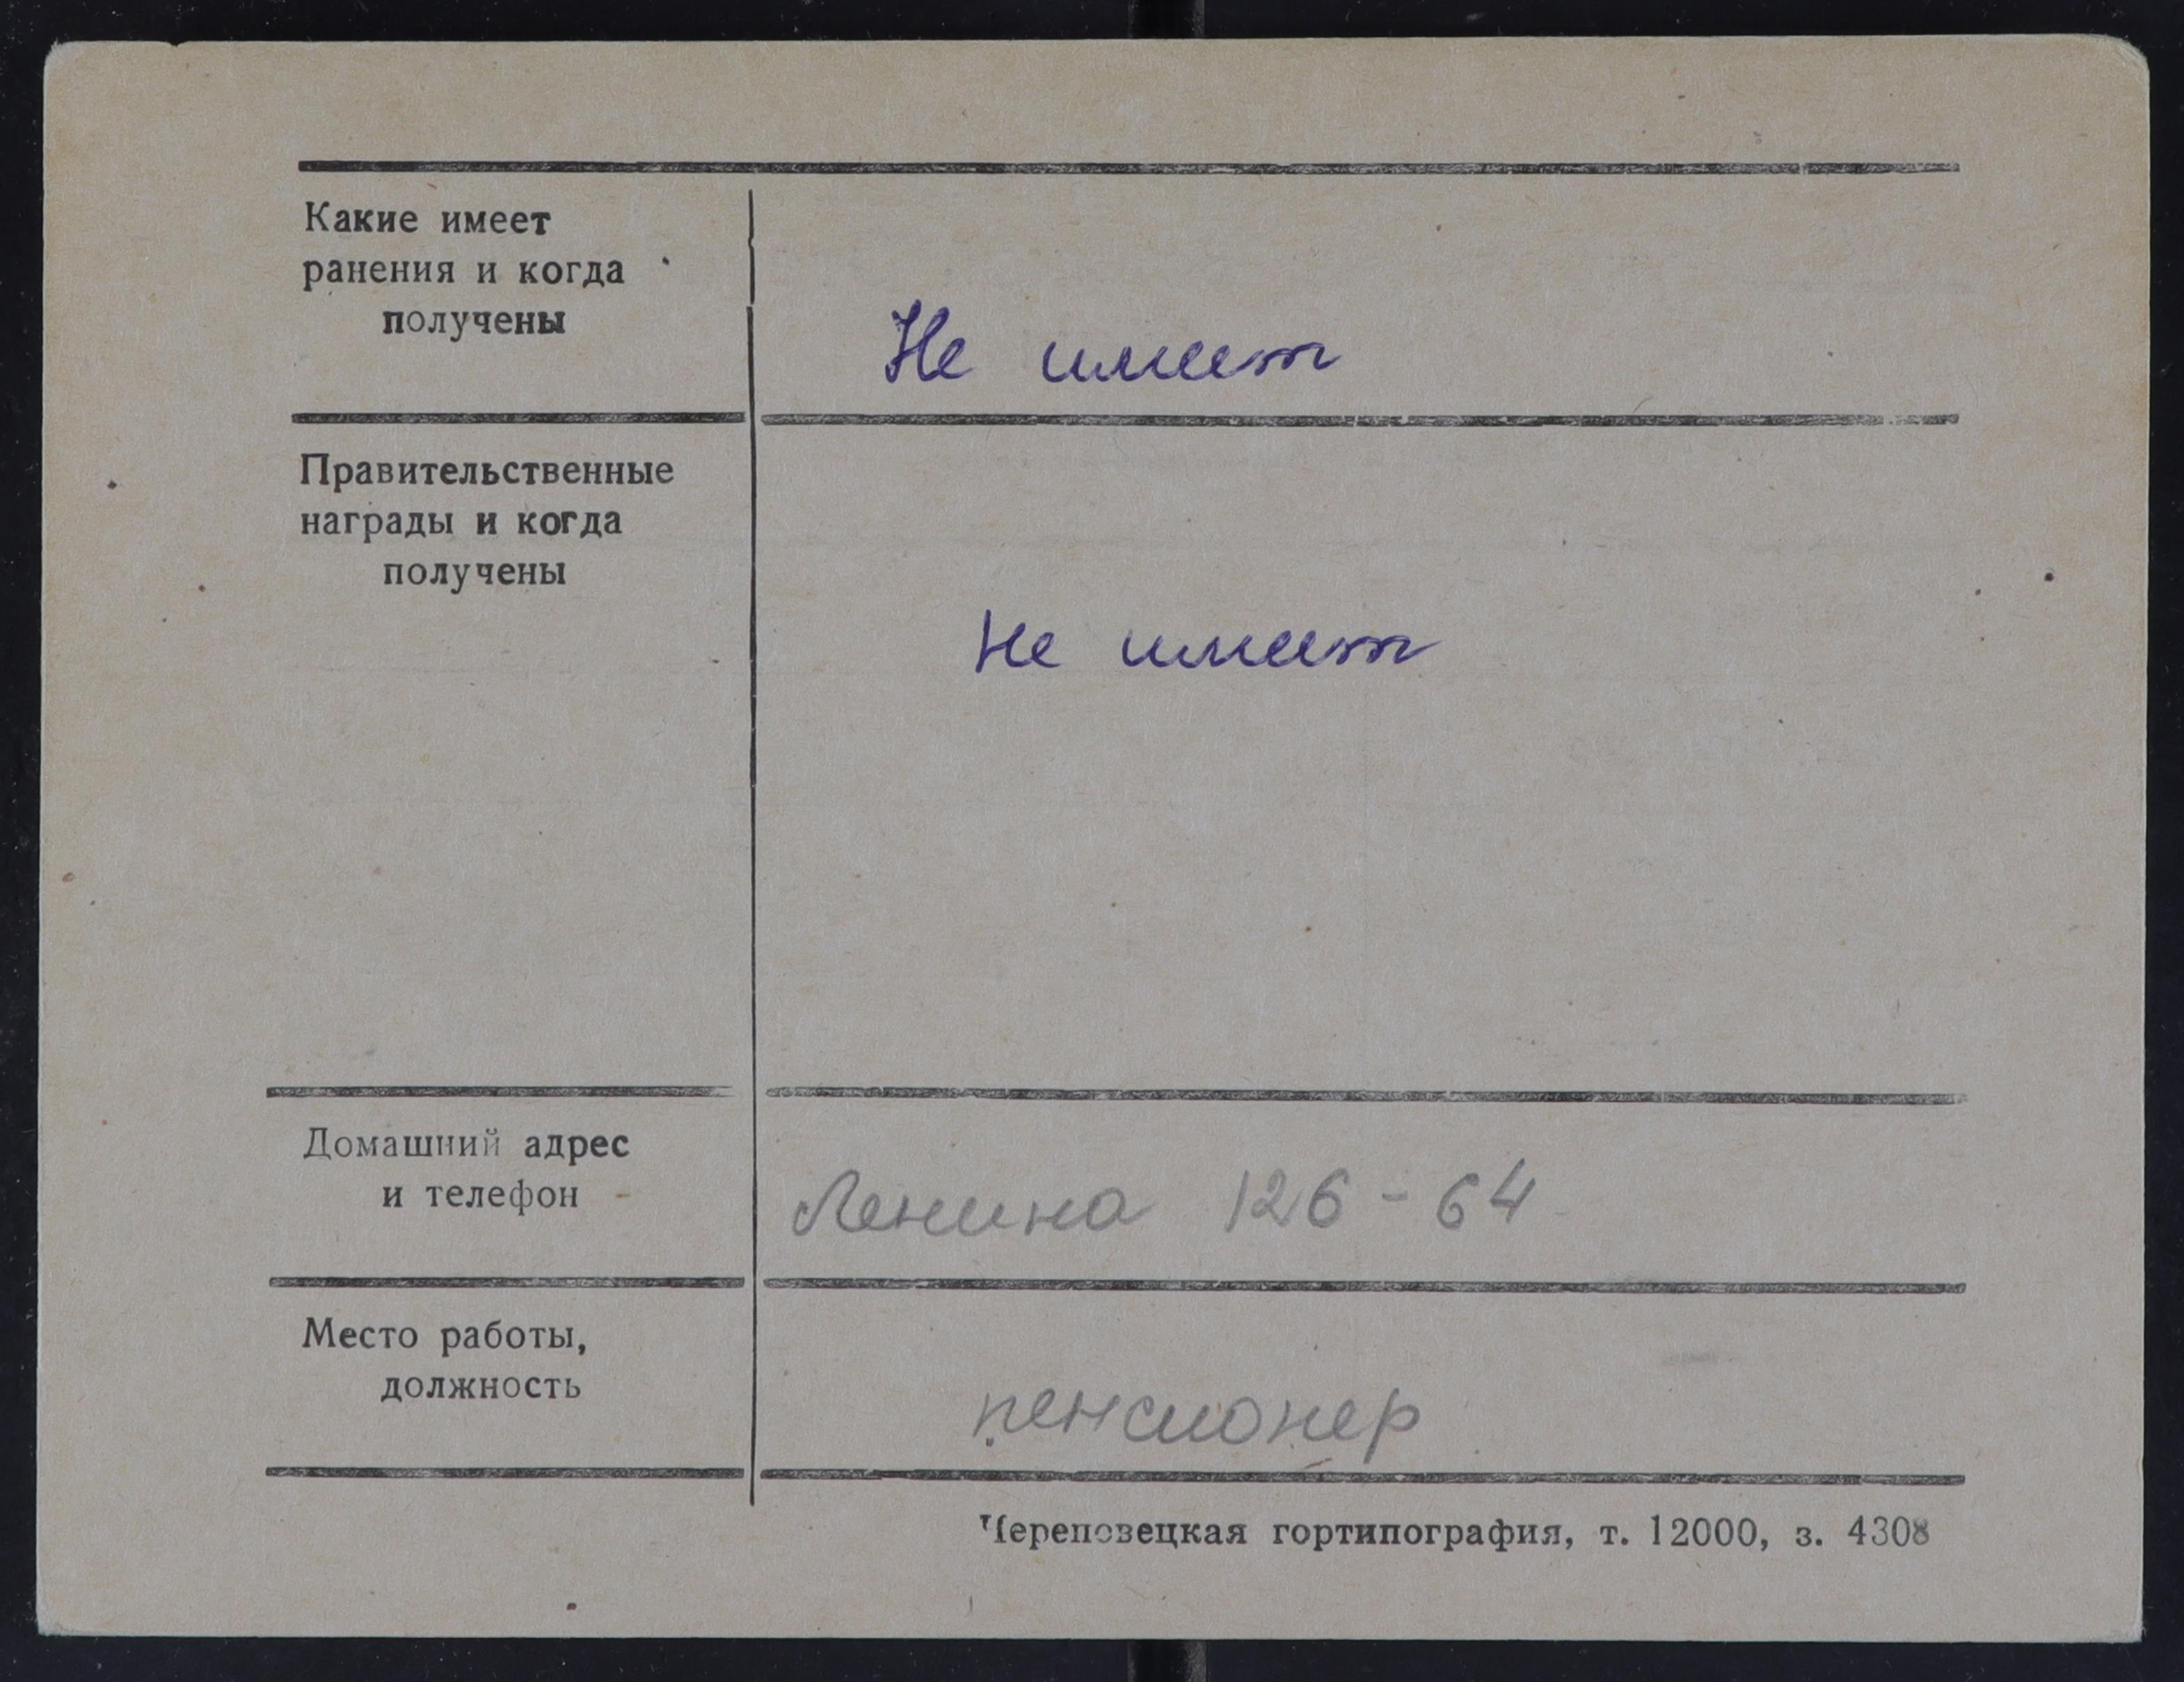 Какие имеет
ранения и когда
получены
Не имеет
Правительственные
награды и когда
получены
Не имеет
Домашний адрес
и телефон
Ленина 126 - 64
Место работы,
должность
пенсионер
Череповецкая гортипография, т. 12000, з. 4308